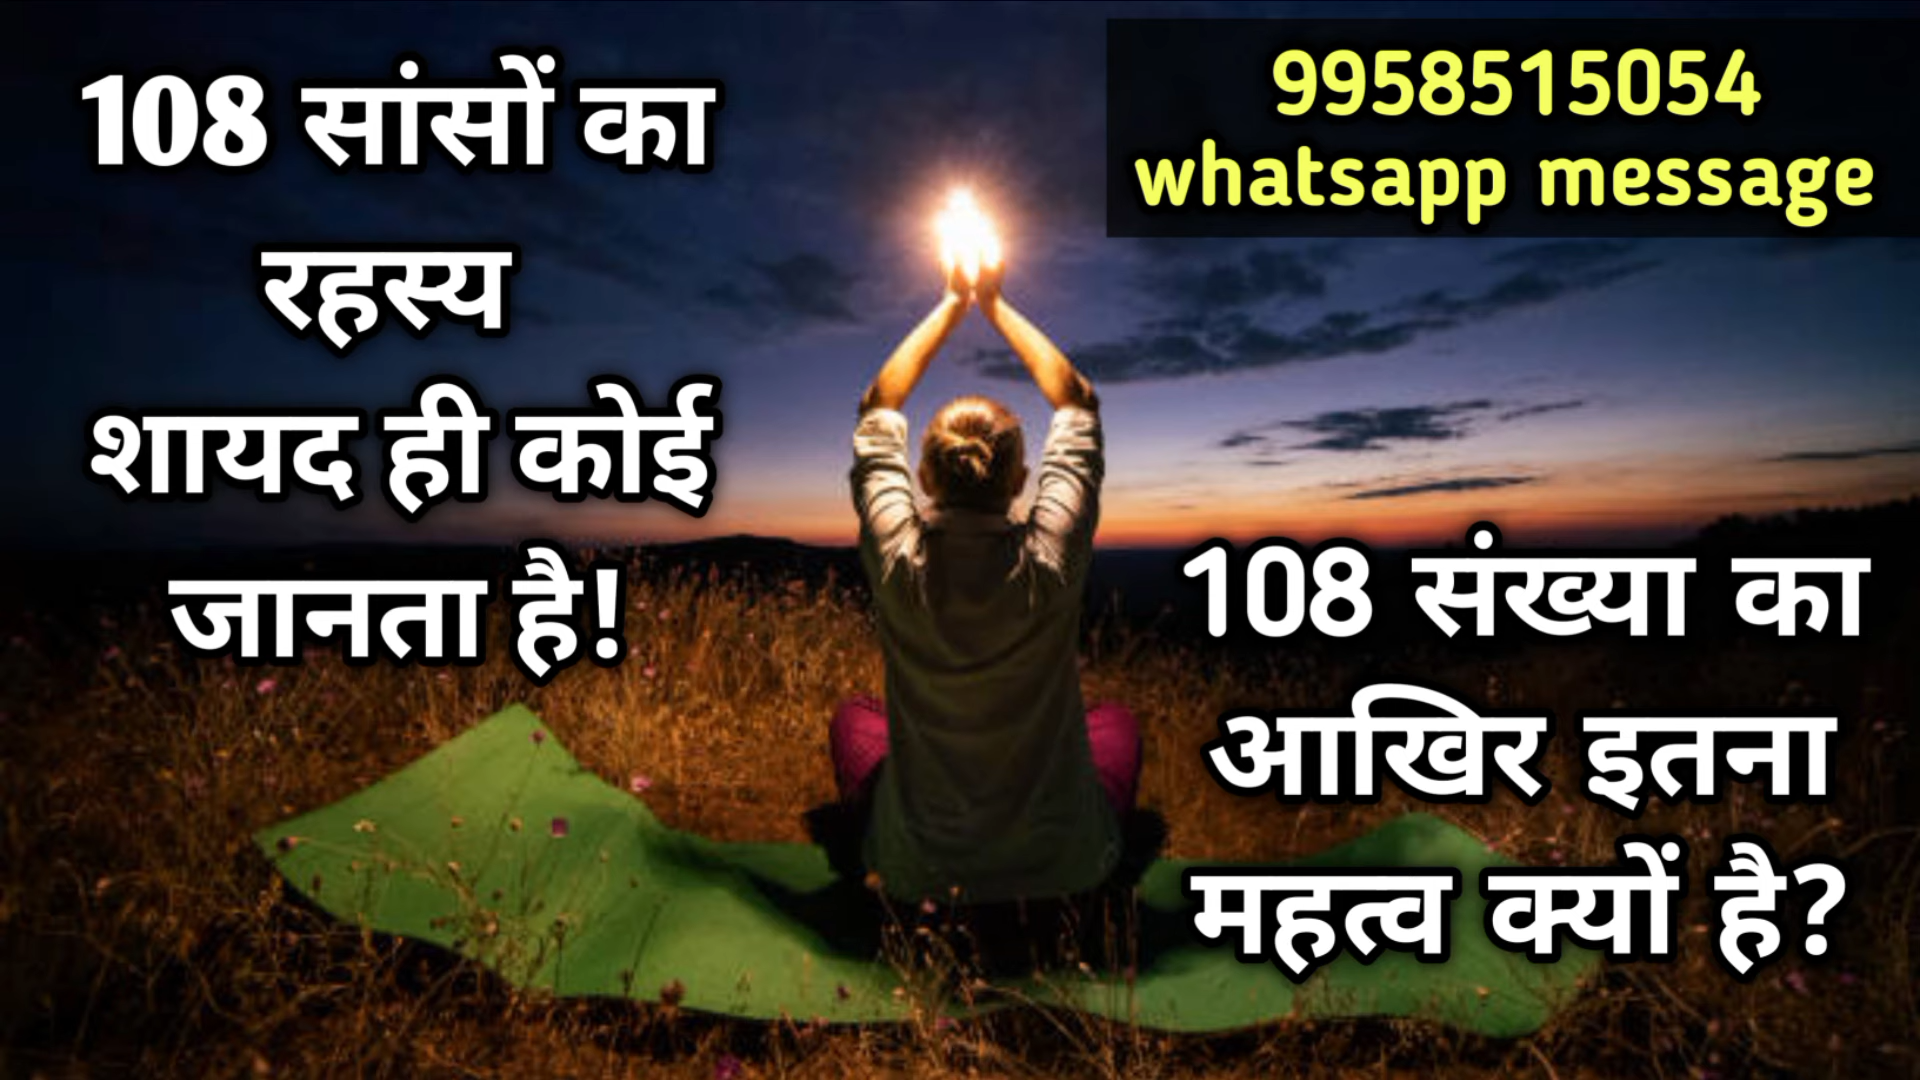 108 सांसों का
रहस्य
शायद ही कोई
जानता है!
9958515054
whatsapp message
108 संख्या का
आखिर इतना
महत्व क्यों है?